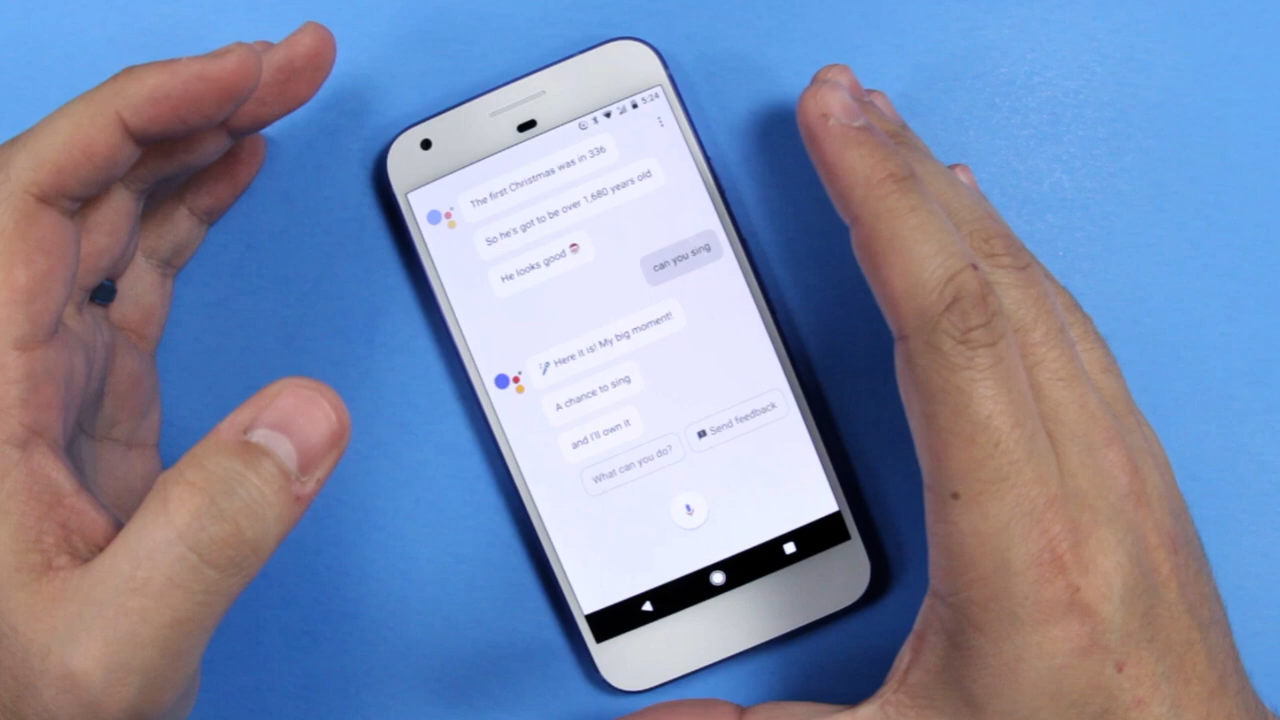 5:24
The first Christmas was in 336
So he's got to be over 1,680 years old
He looks good 🎅
can you sing
🎤 Here it is! My big moment!
A chance to sing
and I'll own it
What can you do?
Send feedback